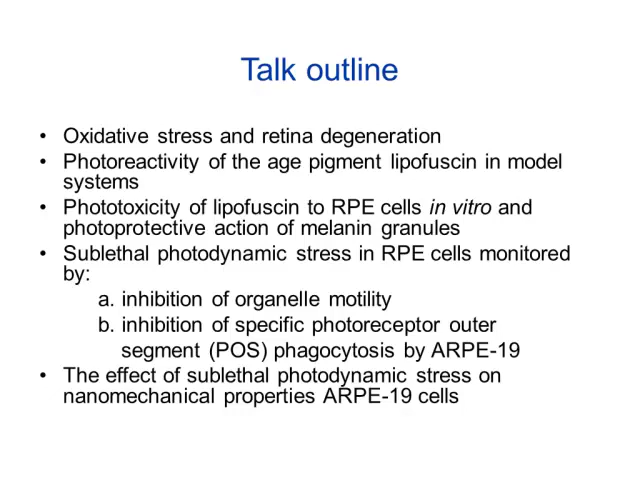 Talk outline
• Oxidative stress and retina degeneration
• Photoreactivity of the age pigment lipofuscin in model
systems
• Phototoxicity of lipofuscin to RPE cells in vitro and
photoprotective action of melanin granules
• Sublethal photodynamic stress in RPE cells monitored
by:
a. inhibition of organelle motility
b. inhibition of specific photoreceptor outer
segment (POS) phagocytosis by ARPE-19
• The effect of sublethal photodynamic stress on
nanomechanical properties ARPE-19 cells